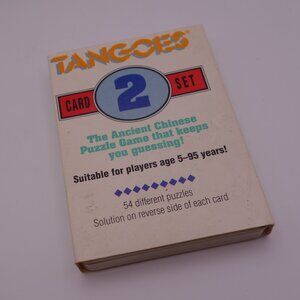 TANGOES®
CARD 2 SET
The Ancient Chinese
Puzzle Game that keeps
you guessing!
Suitable for players age 5-95 years!
54 different puzzles
Solution on reverse side of each card